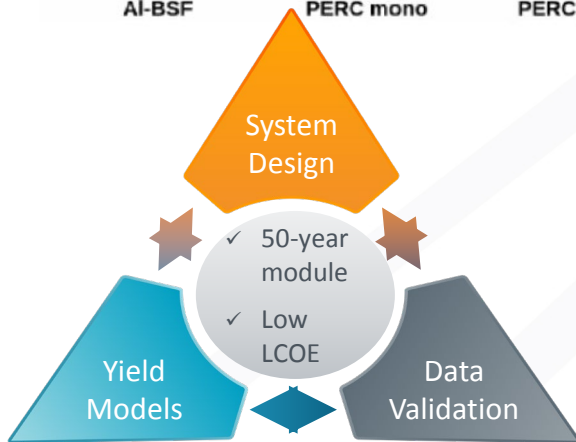 Al-BSF PERC mono PERC
System
Design
✓ 50-year
module
✓ Low
LCOE
Yield
Models
Data
Validation